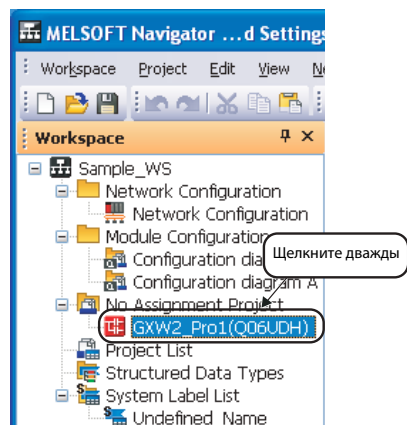 MELSOFT Navigator ...d Settings
Workspace Project Edit View
Workspace
Sample_WS
Network Configuration
Network Configuration
Module Configuration
Configuration dia
Щелкните дважды
Configuration diagram A
No Assignment Project
GXW2_Pro1(Q06UDH)
Project List
Structured Data Types
System Label List
Undefined Name